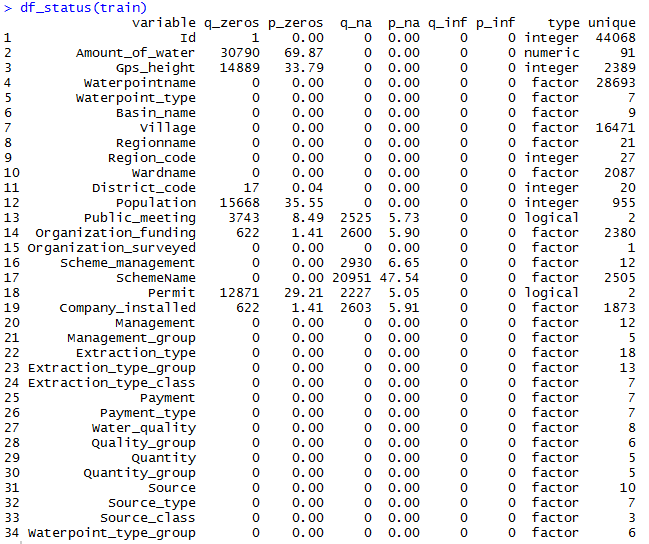 > df_status(train)
variable q_zeros p_zeros q_na p_na q_inf p_inf type unique
1 Id 1 0.00 0 0.00 0 0 integer 44068
2 Amount_of_water 30790 69.87 0 0.00 0 0 numeric 91
3 Gps_height 14889 33.79 0 0.00 0 0 integer 2389
4 Waterpointname 0 0.00 0 0.00 0 0 factor 28693
5 Waterpoint_type 0 0.00 0 0.00 0 0 factor 7
6 Basin_name 0 0.00 0 0.00 0 0 factor 9
7 Village 0 0.00 0 0.00 0 0 factor 16471
8 Regionname 0 0.00 0 0.00 0 0 factor 21
9 Region_code 0 0.00 0 0.00 0 0 integer 27
10 Wardname 0 0.00 0 0.00 0 0 factor 2087
11 District_code 17 0.04 0 0.00 0 0 integer 20
12 Population 15668 35.55 0 0.00 0 0 integer 955
13 Public_meeting 3743 8.49 2525 5.73 0 0 logical 2
14 Organization_funding 622 1.41 2600 5.90 0 0 factor 2380
15 Organization_surveyed 0 0.00 0 0.00 0 0 factor 1
16 Scheme_management 0 0.00 2930 6.65 0 0 factor 12
17 SchemeName 0 0.00 20951 47.54 0 0 factor 2505
18 Permit 12871 29.21 2227 5.05 0 0 logical 2
19 Company_installed 622 1.41 2603 5.91 0 0 factor 1873
20 Management 0 0.00 0 0.00 0 0 factor 12
21 Management_group 0 0.00 0 0.00 0 0 factor 5
22 Extraction_type 0 0.00 0 0.00 0 0 factor 18
23 Extraction_type_group 0 0.00 0 0.00 0 0 factor 13
24 Extraction_type_class 0 0.00 0 0.00 0 0 factor 7
25 Payment 0 0.00 0 0.00 0 0 factor 7
26 Payment_type 0 0.00 0 0.00 0 0 factor 7
27 Water_quality 0 0.00 0 0.00 0 0 factor 8
28 Quality_group 0 0.00 0 0.00 0 0 factor 6
29 Quantity 0 0.00 0 0.00 0 0 factor 5
30 Quantity_group 0 0.00 0 0.00 0 0 factor 5
31 Source 0 0.00 0 0.00 0 0 factor 10
32 Source_type 0 0.00 0 0.00 0 0 factor 7
33 Source_class 0 0.00 0 0.00 0 0 factor 3
34 Waterpoint_type_group 0 0.00 0 0.00 0 0 factor 6